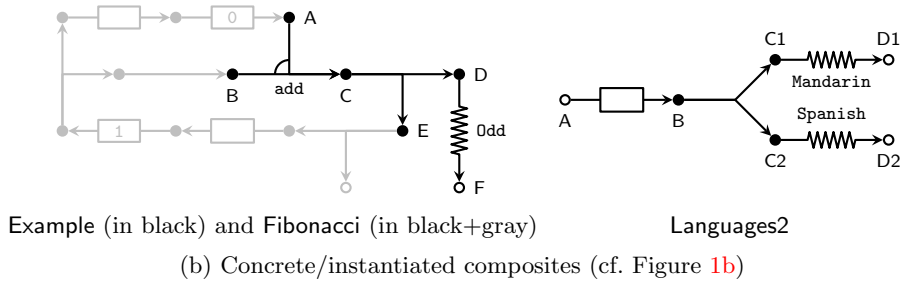 0
A
C1
D1
Mandarin
B
add
C
D
A
B
Spanish
1
E
Odd
C2
D2
F
Example (in black) and Fibonacci (in black+gray)
Languages2
(b) Concrete/instantiated composites (cf. Figure 1b)